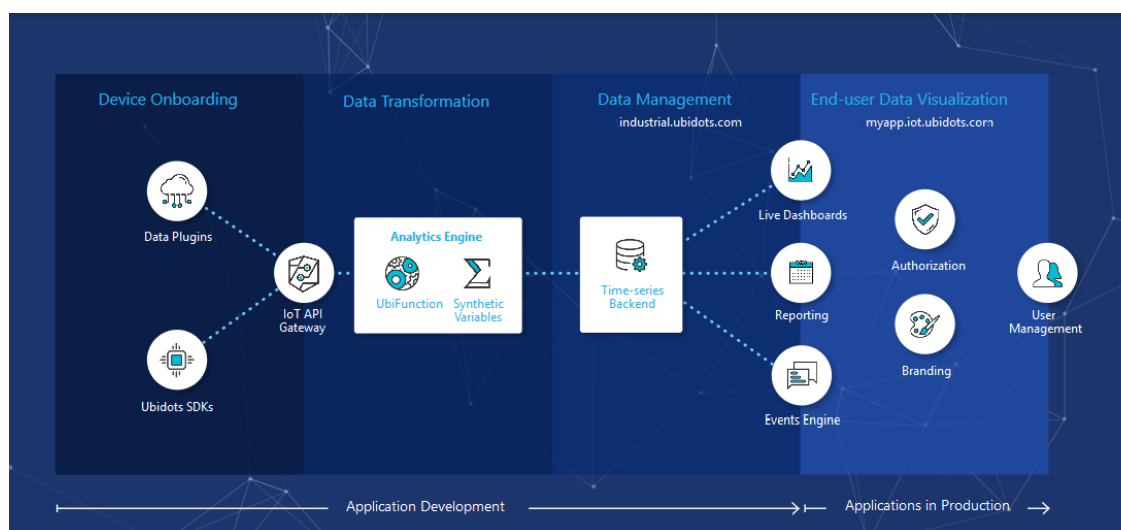 Device Onboarding
Data Transformation
Data Management
industrial.ubidots.com
End-user Data Visualization
myapp.iot.ubidots.com
Data Plugins
Ubidots SDKs
IoT API
Gateway
Analytics Engine
UbiFunction
Synthetic
Variables
Time-series
Backend
Live Dashboards
Reporting
Events Engine
Authorization
Branding
User
Management
Application Development
Applications in Production